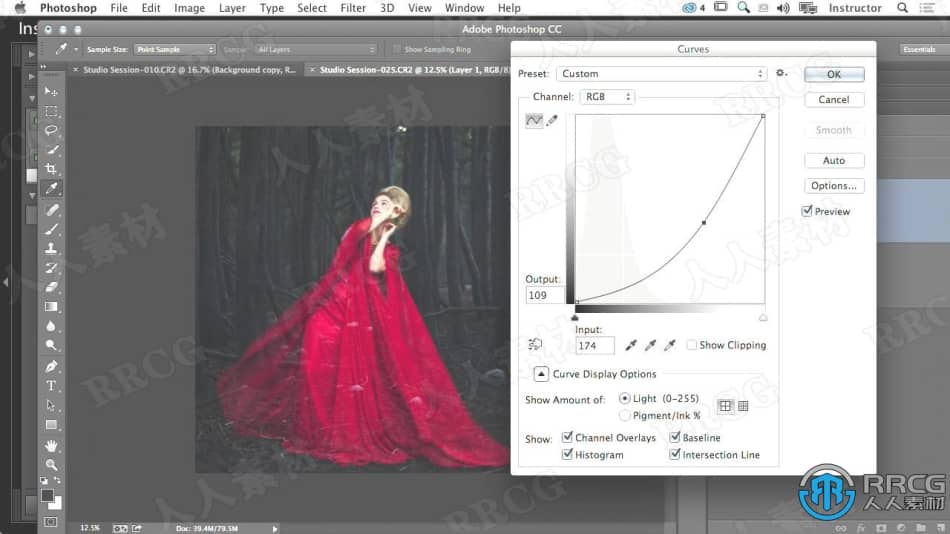 Photoshop File Edit Image Layer Type Select Filter 3D View Window Help 4 Instructor
Ins
Adobe Photoshop CC
Sample Size: Point Sample Sample: All Layers Show Sampling Ring
Essentials
× Studio Session-010.CR2 @ 16.7% (Background copy, R...
× Studio Session-025.CR2 @ 12.5% (Layer 1, RGB/8
Curves
Preset: Custom
OK
Channel: RGB
Cancel
Smooth
Auto
Options...
Preview
Output:
109
Input:
174
Show Clipping
Curve Display Options
Show Amount of: Light (0-255)
Pigment/Ink %
Show: Channel Overlays Baseline
Histogram Intersection Line
12.5% Doc: 39.4M/79.5M
fx
RRCG
人人素材